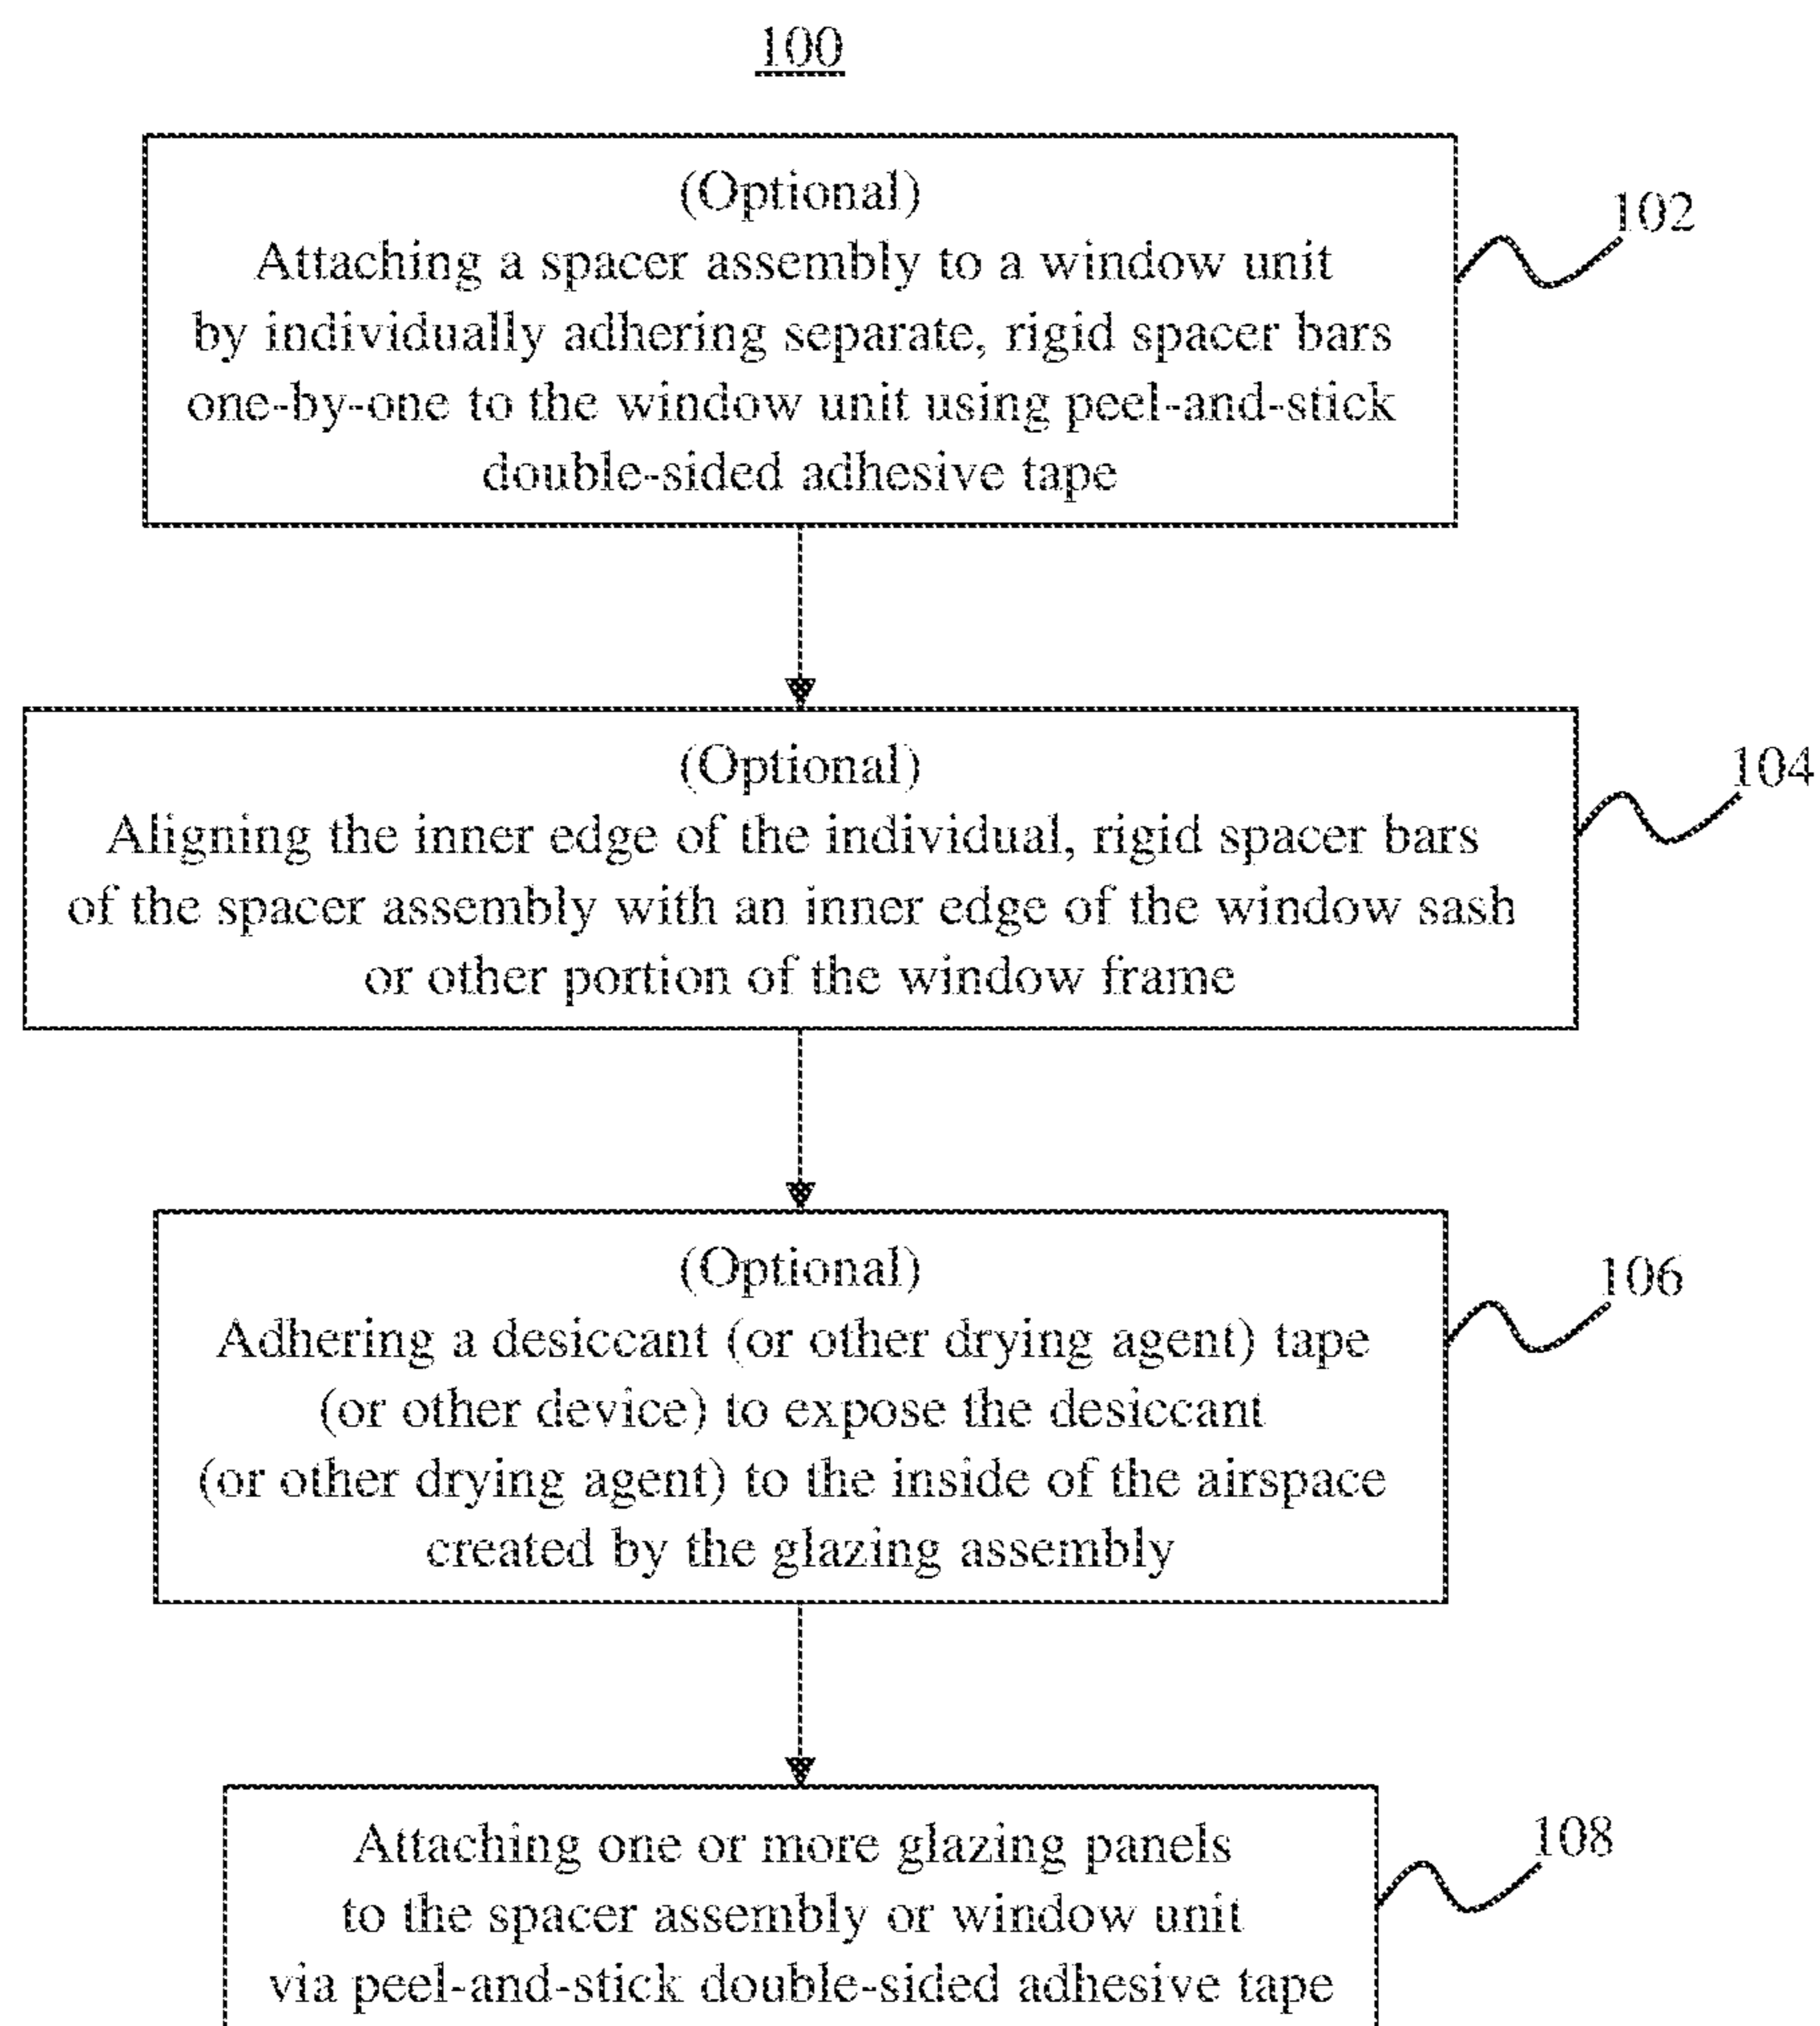 100
(Optional)
Attaching a spacer assembly to a window unit
by individually adhering separate, rigid spacer bars
one-by-one to the window unit using peel-and-stick
double-sided adhesive tape
102
(Optional)
Aligning the inner edge of the individual, rigid spacer bars
of the spacer assembly with an inner edge of the window sash
or other portion of the window frame
104
(Optional)
Adhering a desiccant (or other drying agent) tape
(or other device) to expose the desiccant
(or other drying agent) to the inside of the airspace
created by the glazing assembly
106
Attaching one or more glazing panels
to the spacer assembly or window unit
via peel-and-stick double-sided adhesive tape
108